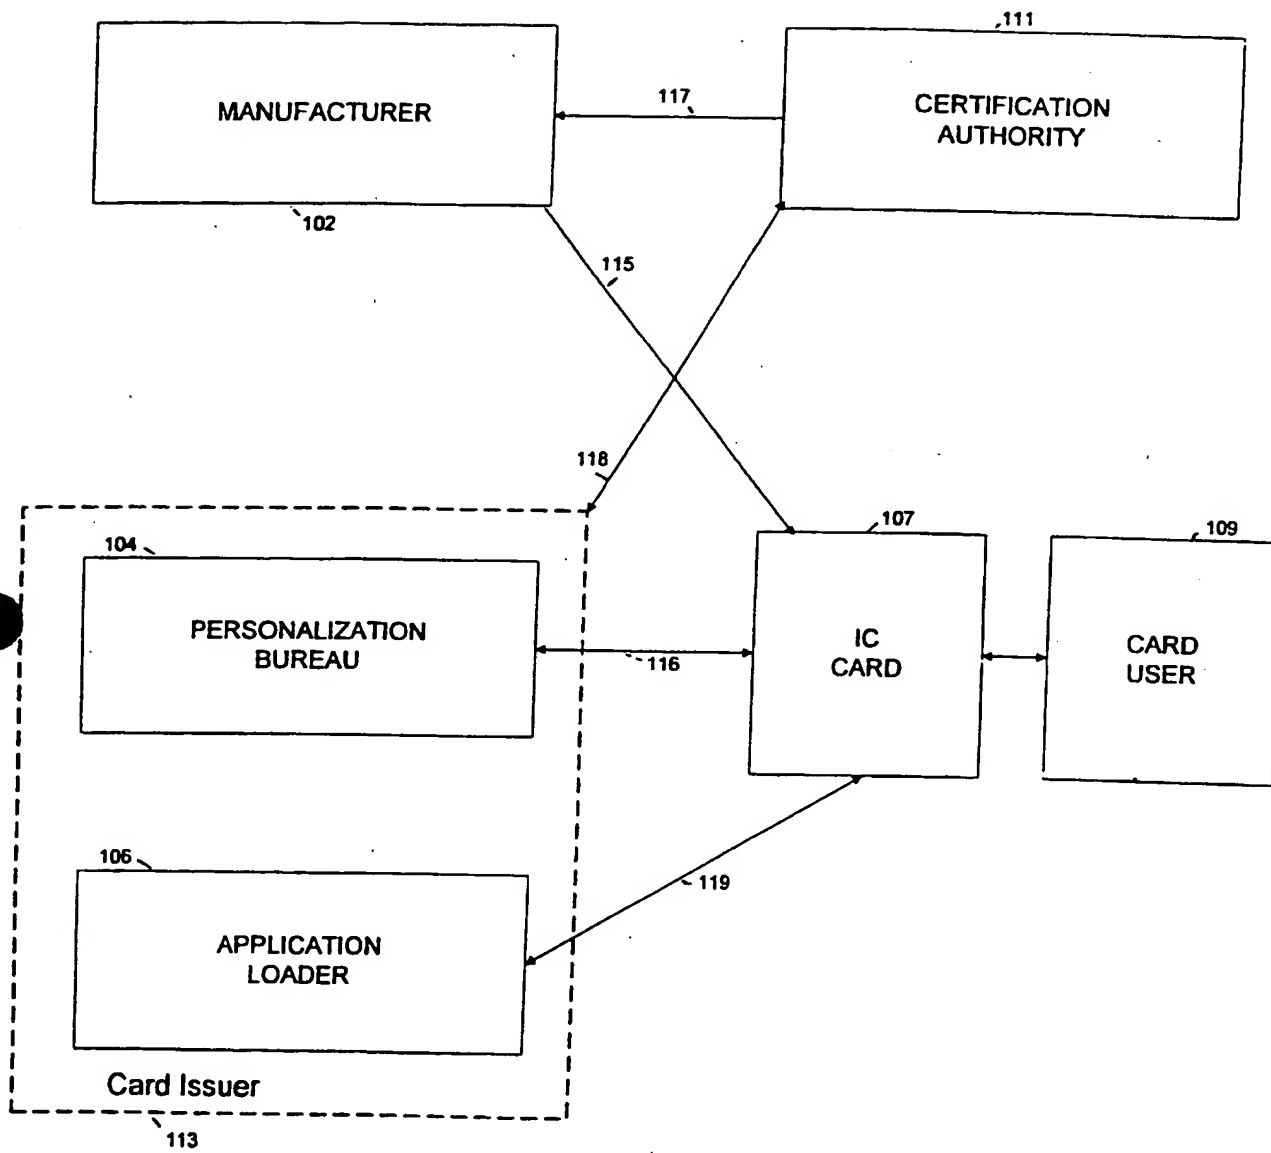 111
MANUFACTURER
117
CERTIFICATION
AUTHORITY
102
115
118
107
109
104
PERSONALIZATION
BUREAU
116
IC
CARD
CARD
USER
106
119
APPLICATION
LOADER
Card Issuer
113